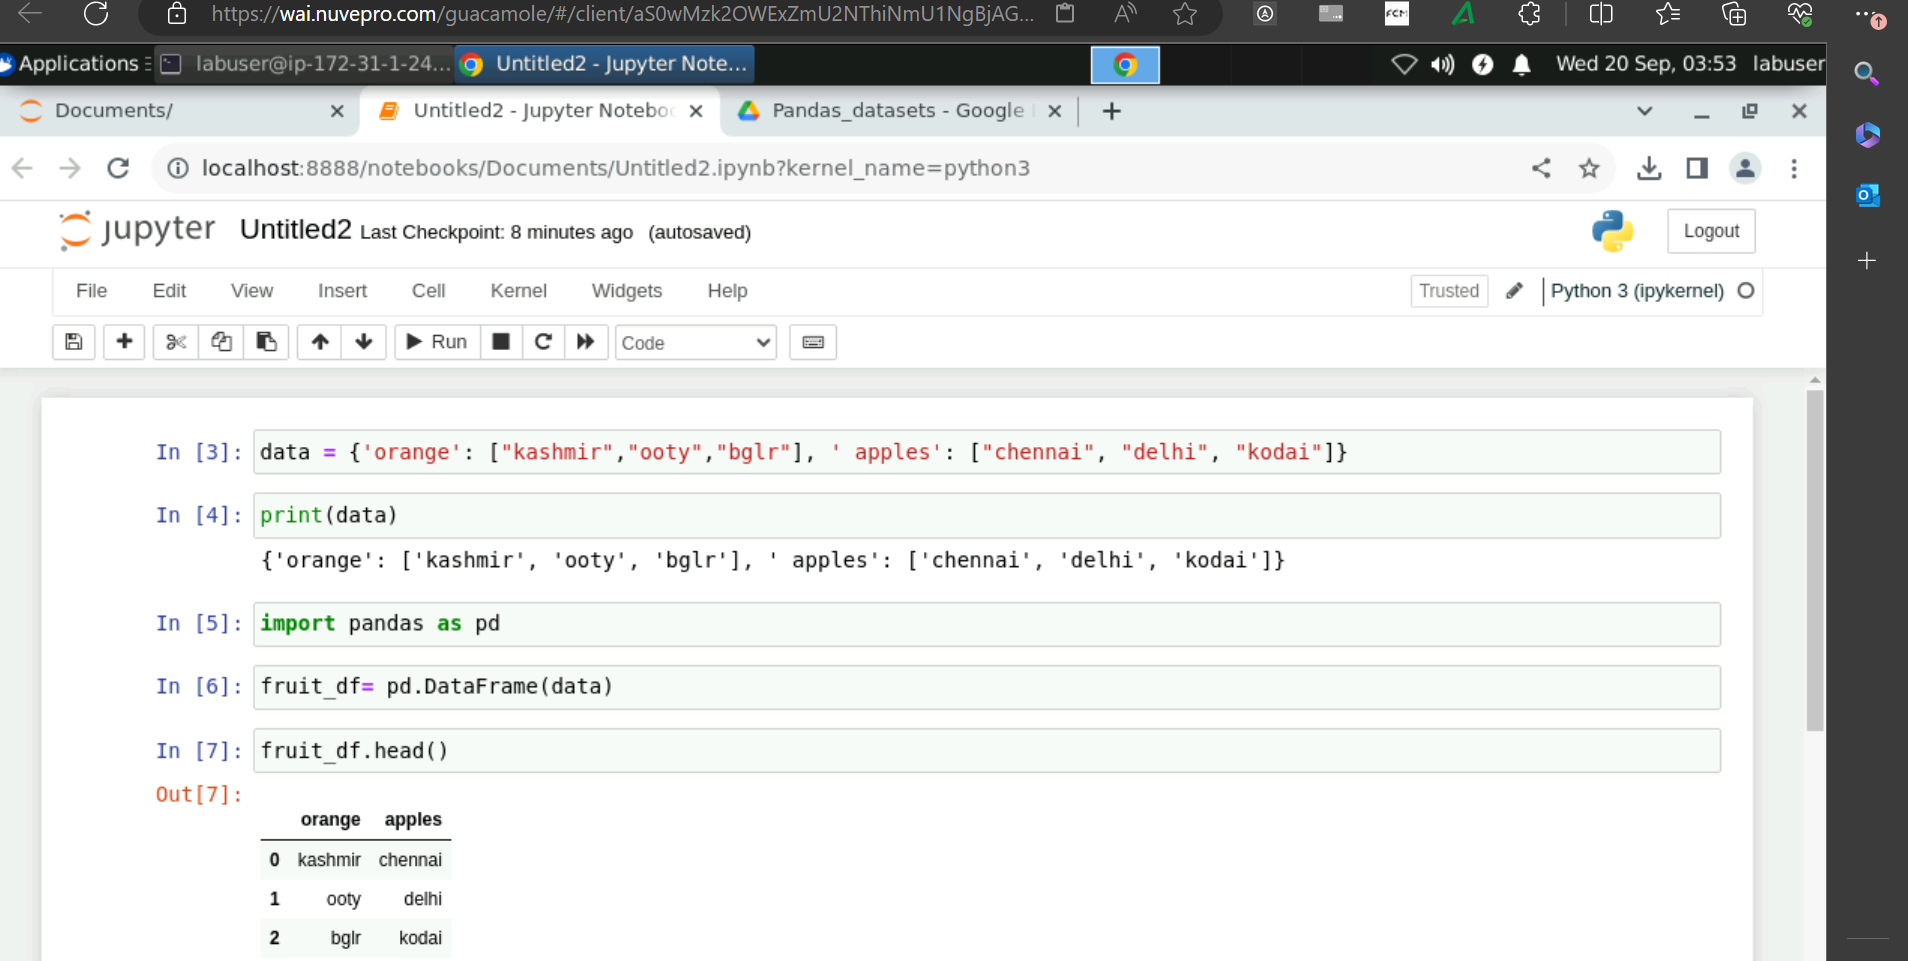 https://wai.nuvepro.com/guacamole/#/client/aS0wMzk2OWExZmU2NThiNmU1NgBjAG...
FCM
Applications
labuser@ip-172-31-1-24...
Untitled2 - Jupyter Note...
Wed 20 Sep, 03:53
labuser
Documents/
Untitled2 - Jupyter Noteboo
Pandas_datasets - Google
localhost:8888/notebooks/Documents/Untitled2.ipynb?kernel_name=python3
jupyter Untitled2 Last Checkpoint: 8 minutes ago (autosaved)
Logout
File Edit View Insert Cell Kernel Widgets Help
Trusted
Python 3 (ipykernel)
Run
Code
In [3]: data = {'orange': ["kashmir","ooty","bglr"], ' apples': ["chennai", "delhi", "kodai"]}
In [4]: print(data)
{'orange': ['kashmir', 'ooty', 'bglr'], ' apples': ['chennai', 'delhi', 'kodai']}
In [5]: import pandas as pd
In [6]: fruit_df= pd.DataFrame(data)
In [7]: fruit_df.head()
Out[7]:
orange apples
0 kashmir chennai
1 ooty delhi
2 bglr kodai